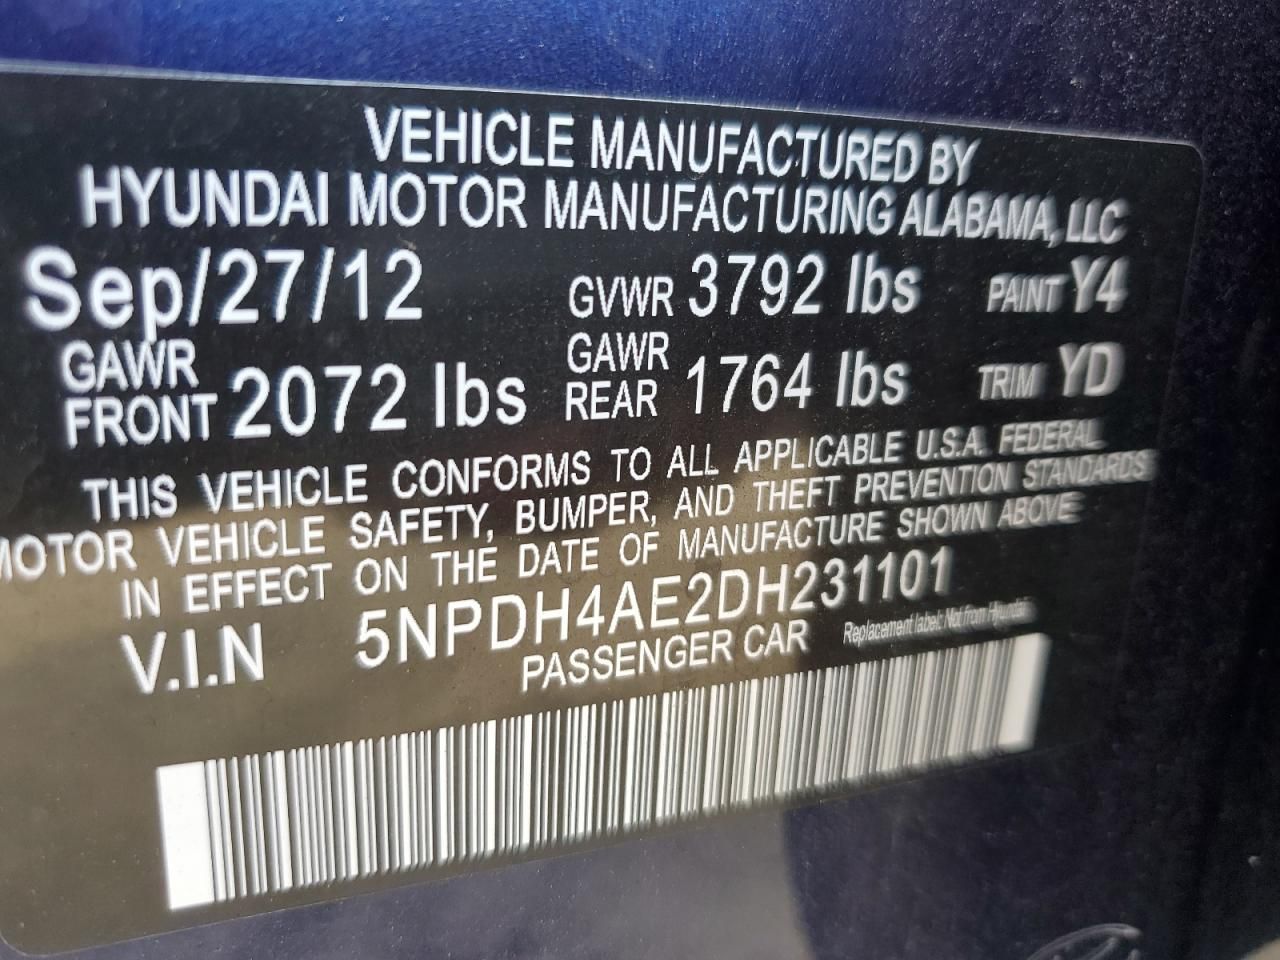 VEHICLE MANUFACTURED BY
HYUNDAI MOTOR MANUFACTURING ALABAMA, LLC
Sep/27/12 GVWR 3792 lbs PAINT Y4
GAWR FRONT 2072 lbs GAWR REAR 1764 lbs TRIM YD
THIS VEHICLE CONFORMS TO ALL APPLICABLE U.S.A. FEDERAL
MOTOR VEHICLE SAFETY, BUMPER, AND THEFT PREVENTION STANDARDS
IN EFFECT ON THE DATE OF MANUFACTURE SHOWN ABOVE
V.I.N 5NPDH4AE2DH231101
PASSENGER CAR Replacement label: Not from Hyundai